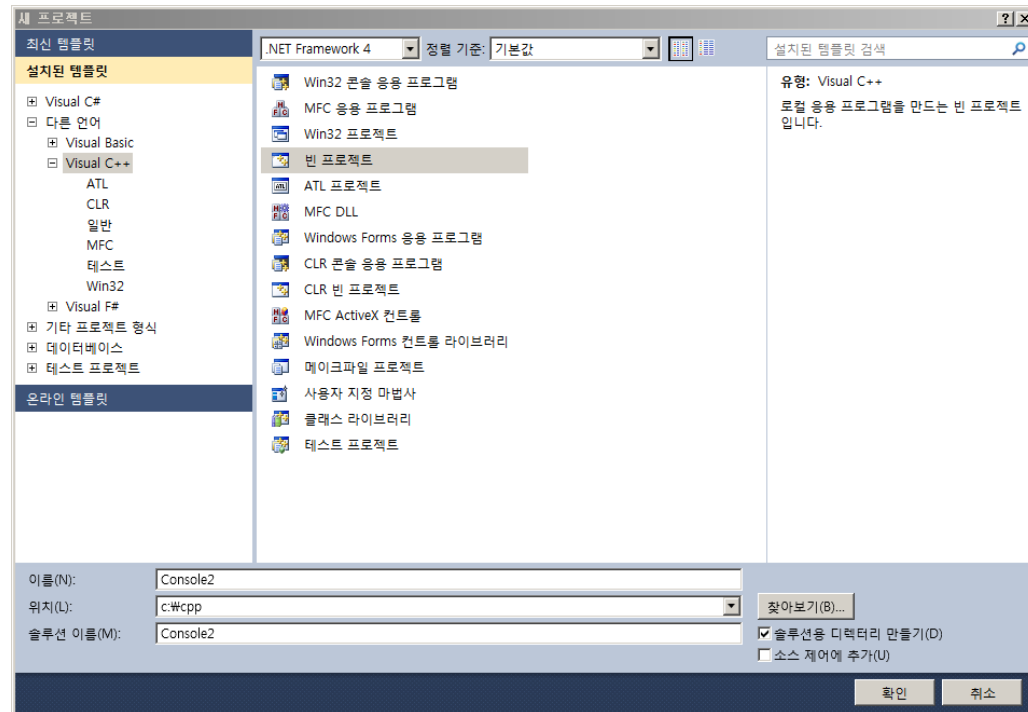 새 프로젝트
최신 템플릿
설치된 템플릿
Visual C#
다른 언어
Visual Basic
Visual C++
ATL
CLR
일반
MFC
테스트
Win32
Visual F#
기타 프로젝트 형식
데이터베이스
테스트 프로젝트
온라인 템플릿
.NET Framework 4 정렬 기준: 기본값
Win32 콘솔 응용 프로그램
MFC 응용 프로그램
Win32 프로젝트
빈 프로젝트
ATL 프로젝트
MFC DLL
Windows Forms 응용 프로그램
CLR 콘솔 응용 프로그램
CLR 빈 프로젝트
MFC ActiveX 컨트롤
Windows Forms 컨트롤 라이브러리
메이크파일 프로젝트
사용자 지정 마법사
클래스 라이브러리
테스트 프로젝트
설치된 템플릿 검색
유형: Visual C++
로컬 응용 프로그램을 만드는 빈 프로젝트
입니다.
이름(N): Console2
위치(L): c:₩cpp 찾아보기(B)...
솔루션 이름(M): Console2
솔루션용 디렉터리 만들기(D)
소스 제어에 추가(U)
확인 취소